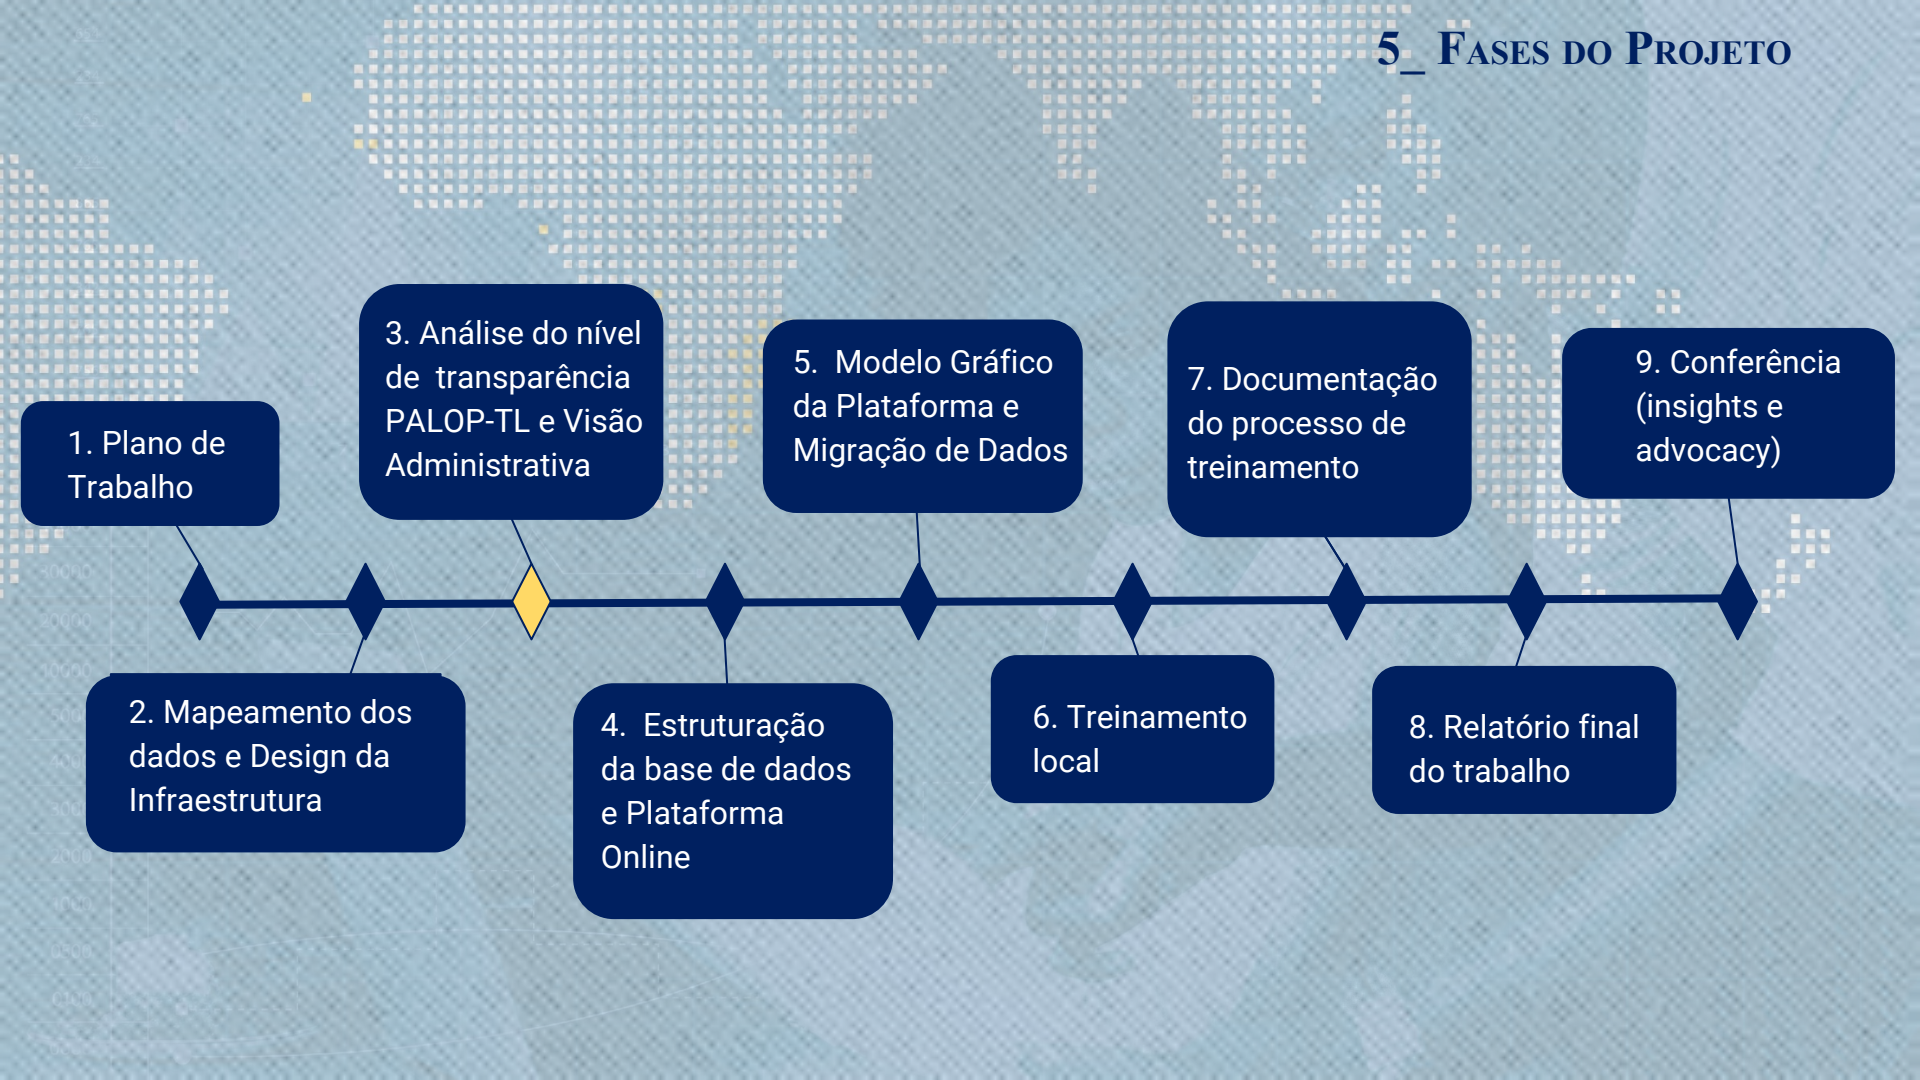 5_ Fases do Projeto
1. Plano de
Trabalho
2. Mapeamento dos
dados e Design da
Infraestrutura
3. Análise do nível
de  transparência
PALOP-TL e Visão
Administrativa
4.  Estruturação
da base de dados
e Plataforma
Online
5.  Modelo Gráfico
da Plataforma e
Migração de Dados
6. Treinamento
local
7. Documentação
do processo de
treinamento
8. Relatório final
do trabalho
9. Conferência
(insights e
advocacy)